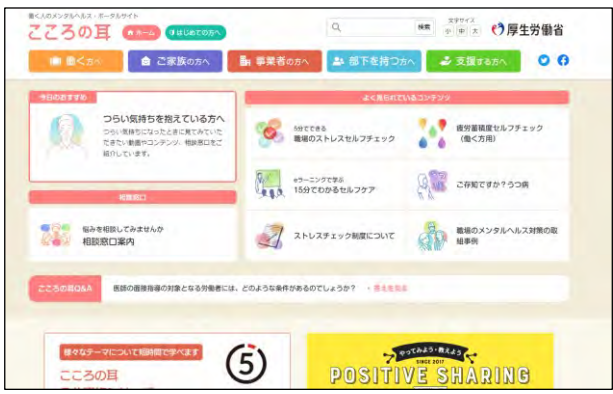 働く人のメンタルヘルス・ポータルサイト
こころの耳
ホーム
はじめての方へ
検索
文字サイズ
小 中 大
厚生労働省
働く方へ
ご家族の方へ
事業者の方へ
部下を持つ方へ
支援する方へ
今日のおすすめ
つらい気持ちを抱えている方へ
つらい気持ちになったときに見てみていた
だきたい動画やコンテンツ、相談窓口をご
紹介しています。
相談窓口
悩みを相談してみませんか
相談窓口案内
よく見られているコンテンツ
5分でできる
職場のストレスセルフチェック
疲労蓄積度セルフチェック
(働く方用)
eラーニングで学ぶ
15分でわかるセルフケア
ご存知ですか?うつ病
ストレスチェック制度について
職場のメンタルヘルス対策の取
組事例
こころの耳Q&A
医師の面接指導の対象となる労働者には、どのような条件があるのでしょうか?
答えを見る
様々なテーマについて短時間で学べます
こころの耳
5
やってみよう・教えよう
SINCE 2017
POSITIVE SHARING